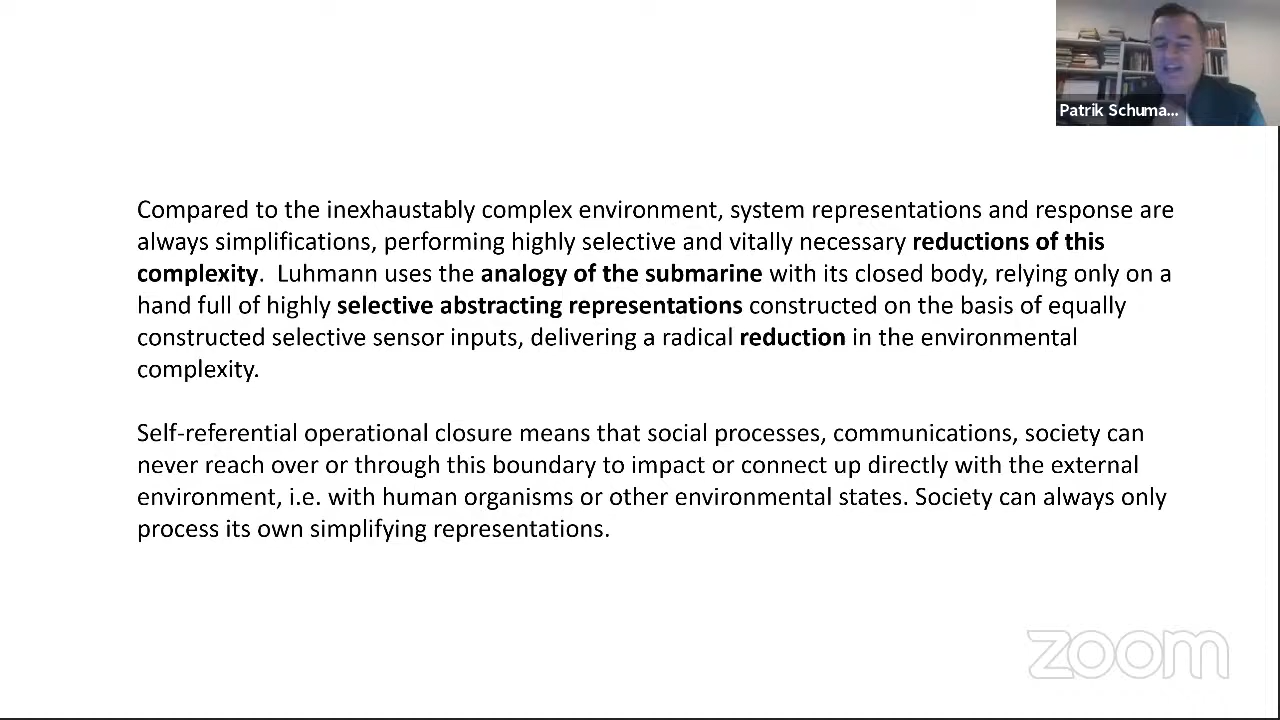 Patrik Schuma...
Compared to the inexhaustably complex environment, system representations and response are
always simplifications, performing highly selective and vitally necessary reductions of this
complexity.  Luhmann uses the analogy of the submarine with its closed body, relying only on a
hand full of highly selective abstracting representations constructed on the basis of equally
constructed selective sensor inputs, delivering a radical reduction in the environmental
complexity.
Self-referential operational closure means that social processes, communications, society can
never reach over or through this boundary to impact or connect up directly with the external
environment, i.e. with human organisms or other environmental states. Society can always only
process its own simplifying representations.
zoom